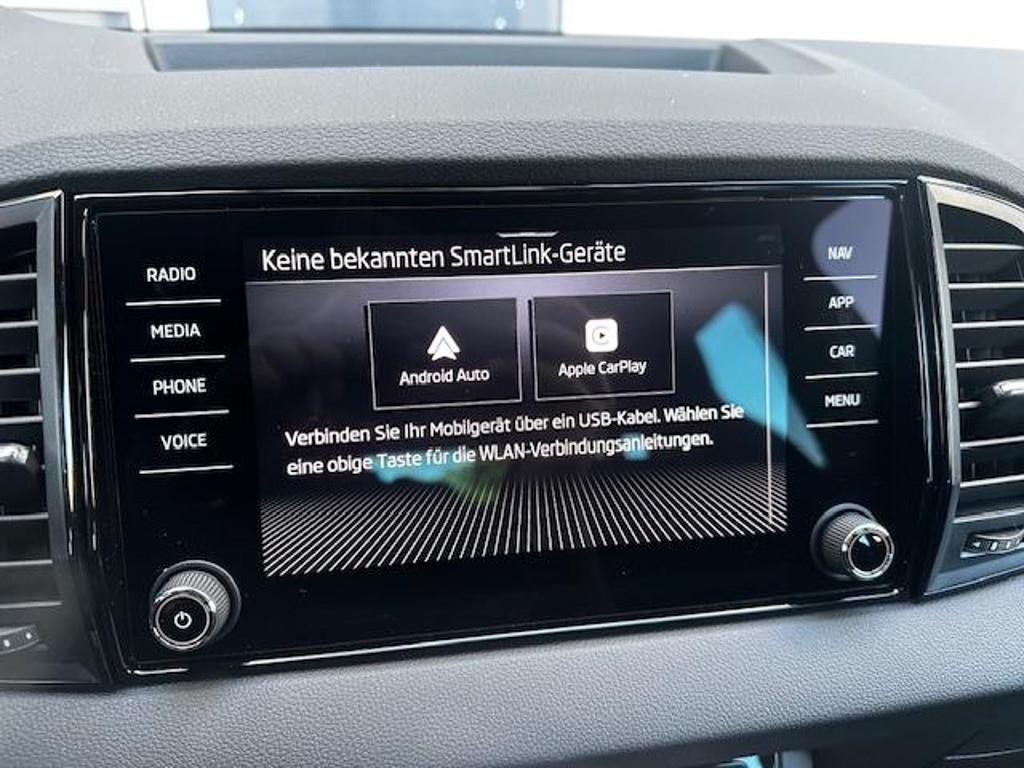 Keine bekannten SmartLink-Geräte
RADIO
MEDIA
PHONE
VOICE
Android Auto
Apple CarPlay
Verbinden Sie Ihr Mobilgerät über ein USB-Kabel. Wählen Sie
eine obige Taste für die WLAN-Verbindungsanleitungen.
NAV
APP
CAR
MENU